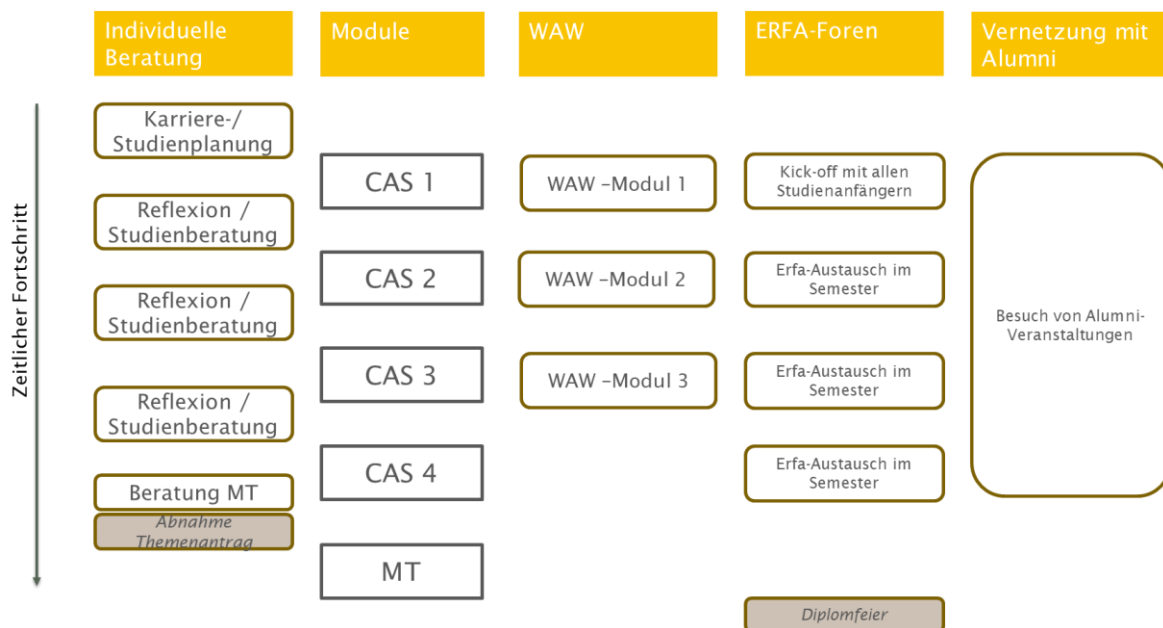 Individuelle
Beratung
Module
WAW
ERFA-Foren
Vernetzung mit
Alumni
Zeitlicher Fortschritt
Karriere-/
Studienplanung
CAS 1
WAW –Modul 1
Kick-off mit allen
Studienanfängern
Reflexion /
Studienberatung
CAS 2
WAW –Modul 2
Erfa-Austausch im
Semester
Reflexion /
Studienberatung
Besuch von Alumni-
Veranstaltungen
CAS 3
WAW –Modul 3
Erfa-Austausch im
Semester
Reflexion /
Studienberatung
CAS 4
Erfa-Austausch im
Semester
Beratung MT
Abnahme
Themenantrag
MT
Diplomfeier